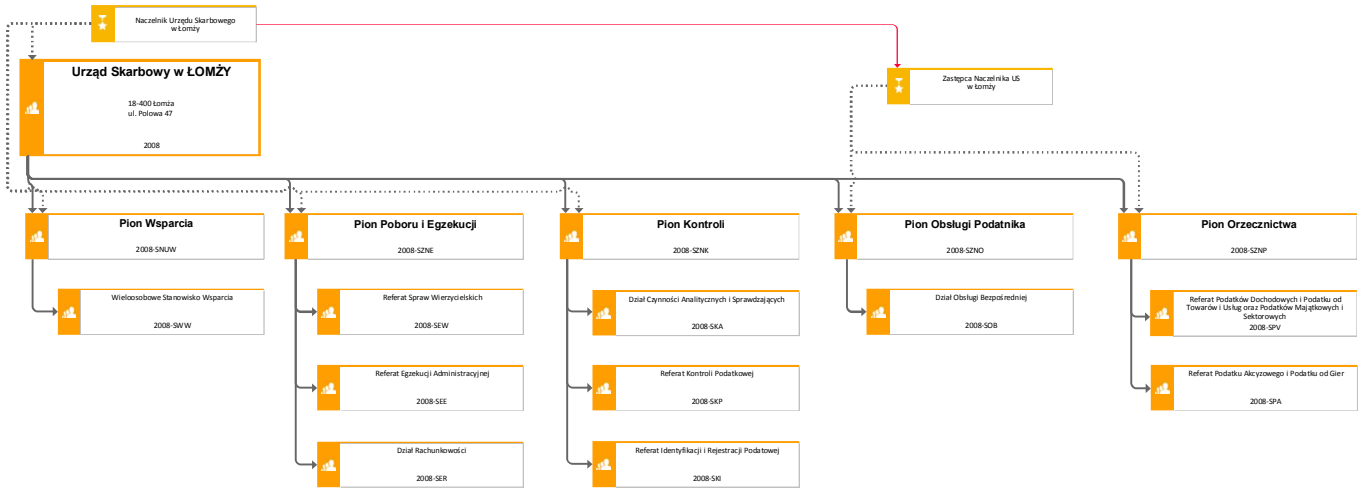 Naczelnik Urzędu Skarbowego
w Łomży
Urząd Skarbowy w ŁOMŻY
18-400 Łomża
ul. Polowa 47
2008
Zastępca Naczelnika US
w Łomży
Pion Wsparcia
2008-SNUW
Pion Poboru i Egzekucji
2008-SZNE
Pion Kontroli
2008-SZNK
Pion Obsługi Podatnika
2008-SZNO
Pion Orzecznictwa
2008-SZNP
Wieloosobowe Stanowisko Wsparcia
2008-SWW
Referat Spraw Wierzycielskich
2008-SEW
Dział Czynności Analitycznych i Sprawdzających
2008-SKA
Dział Obsługi Bezpośredniej
2008-SOB
Referat Podatków Dochodowych i Podatku od
Towarów i Usług oraz Podatków Majątkowych i
Sektorowych
2008-SPV
Referat Egzekucji Administracyjnej
2008-SEE
Referat Kontroli Podatkowej
2008-SKP
Referat Podatku Akcyzowego i Podatku od Gier
2008-SPA
Dział Rachunkowości
2008-SER
Referat Identyfikacji i Rejestracji Podatowej
2008-SKI